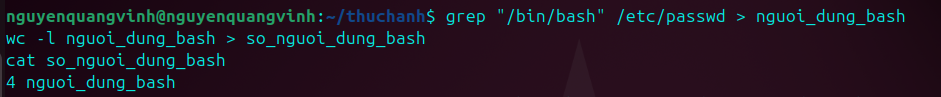 nguyenquangvinh@nguyenquangvinh:~/thuchanh$ grep "/bin/bash" /etc/passwd > nguoi_dung_bash
wc -l nguoi_dung_bash > so_nguoi_dung_bash
cat so_nguoi_dung_bash
4 nguoi_dung_bash